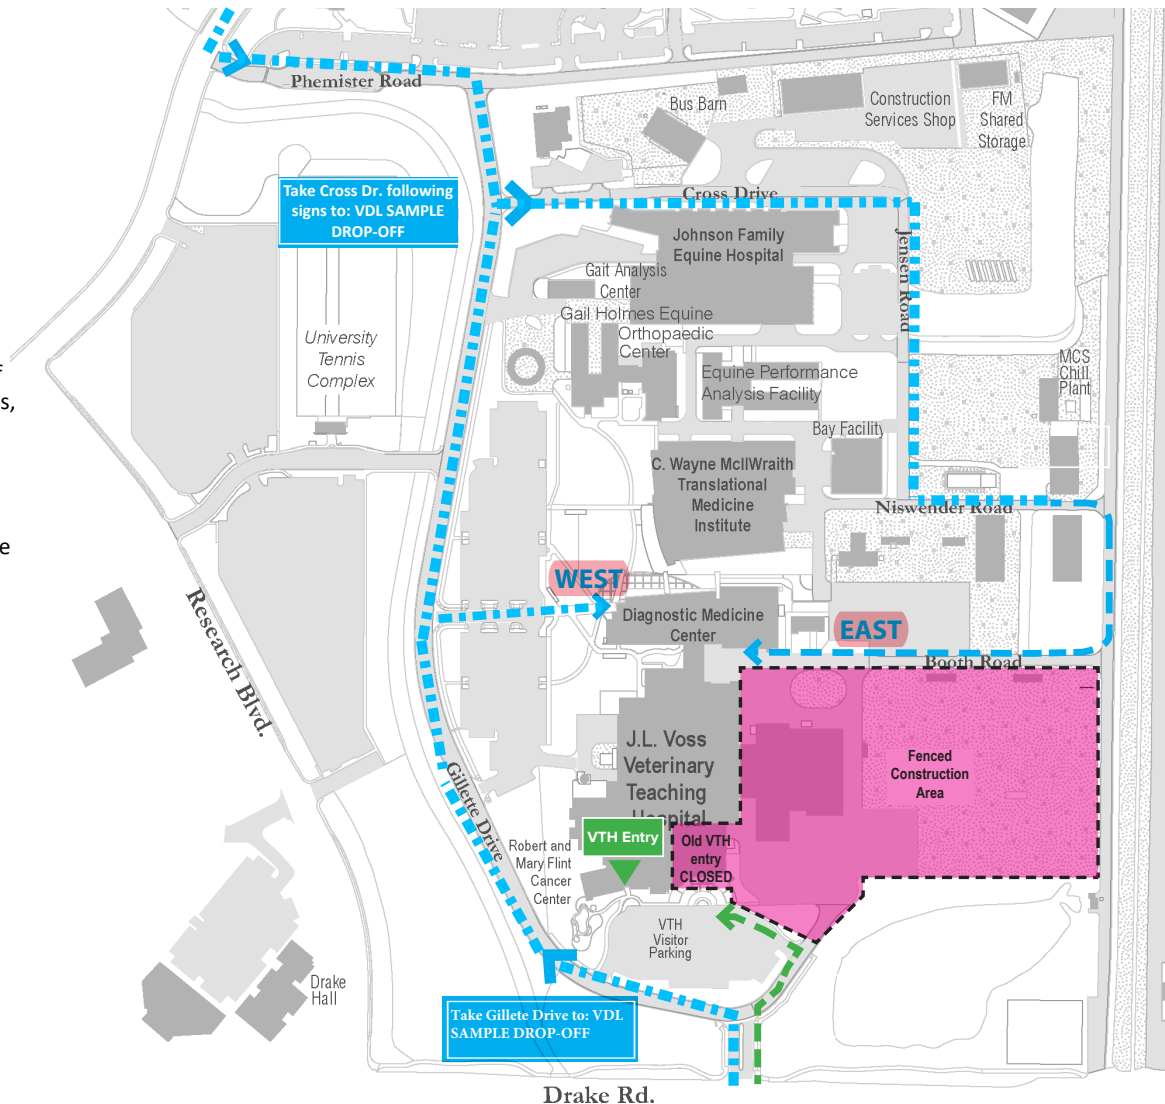 Phemister Road
Bus Barn
Construction
Services Shop
FM
Shared
Storage
Take Cross Dr. following
signs to: VDL SAMPLE
DROP-OFF
Cross Drive
Johnson Family
Equine Hospital
Jensen Road
Gait Analysis
Center
Gail Holmes Equine
Orthopaedic
Center
University
Tennis
Complex
s,
MCS
Chill
Plant
Equine Performance
Analysis Facility
Bay Facility
C. Wayne McIlWraith
Translational
Medicine
Institute
Niswender Road
e
WEST
Diagnostic Medicine
Center
EAST
Booth Road
Research Blvd.
J.L. Voss
Veterinary
Teaching
Hospital
Fenced
Construction
Area
Gillette Drive
VTH Entry
Old VTH
entry
CLOSED
Robert and
Mary Flint
Cancer
Center
VTH
Visitor
Parking
Drake
Hall
Take Gillete Drive to: VDL
SAMPLE DROP-OFF
Drake Rd.